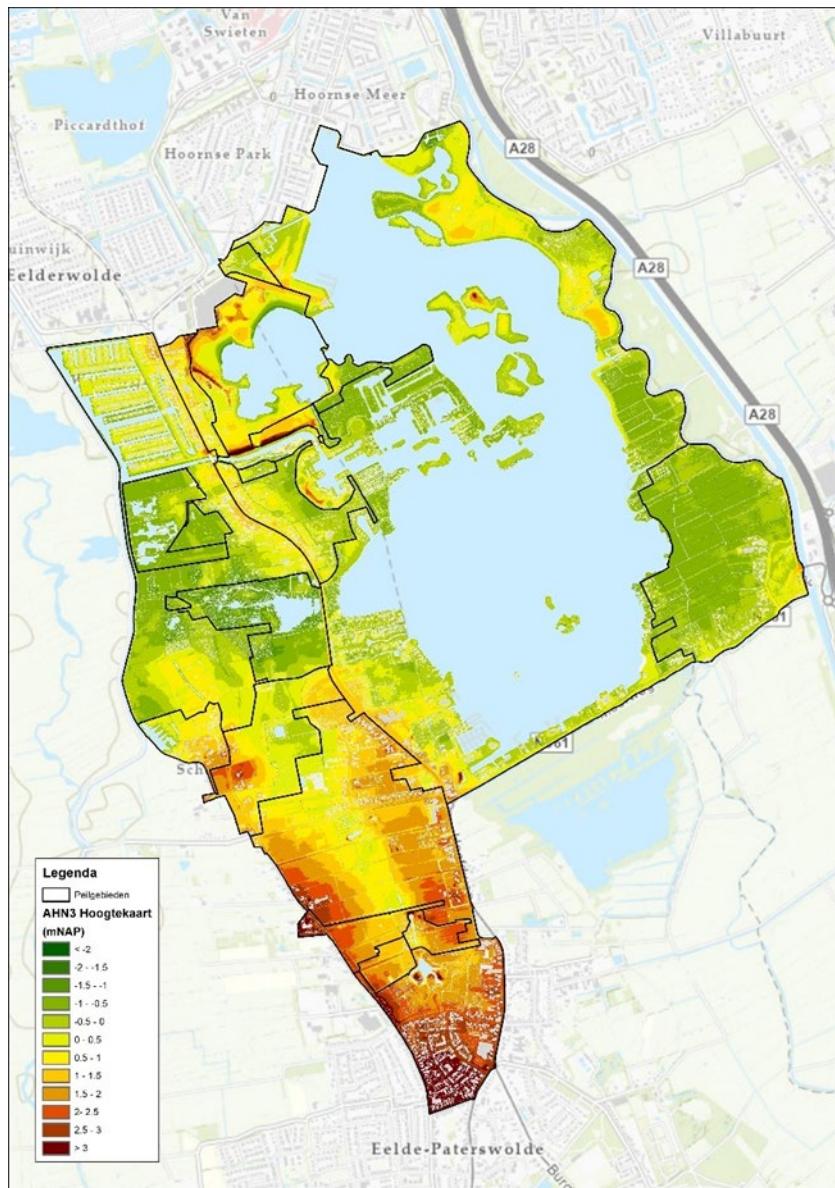 Van
Swieten
Villabuurt
Hoornse Meer
Piccardthof
A28
Hoornse Park
Eelderwolde
A28
A28
Legenda
Peilgebieden
AHN3 Hoogtekaart
(mNAP)
< -2
-2 - -1.5
-1.5 - -1
-1 - -0.5
-0.5 - 0
0 - 0.5
0.5 - 1
1 - 1.5
1.5 - 2
2- 2.5
2.5 - 3
> 3
Eelde-Paterswolde